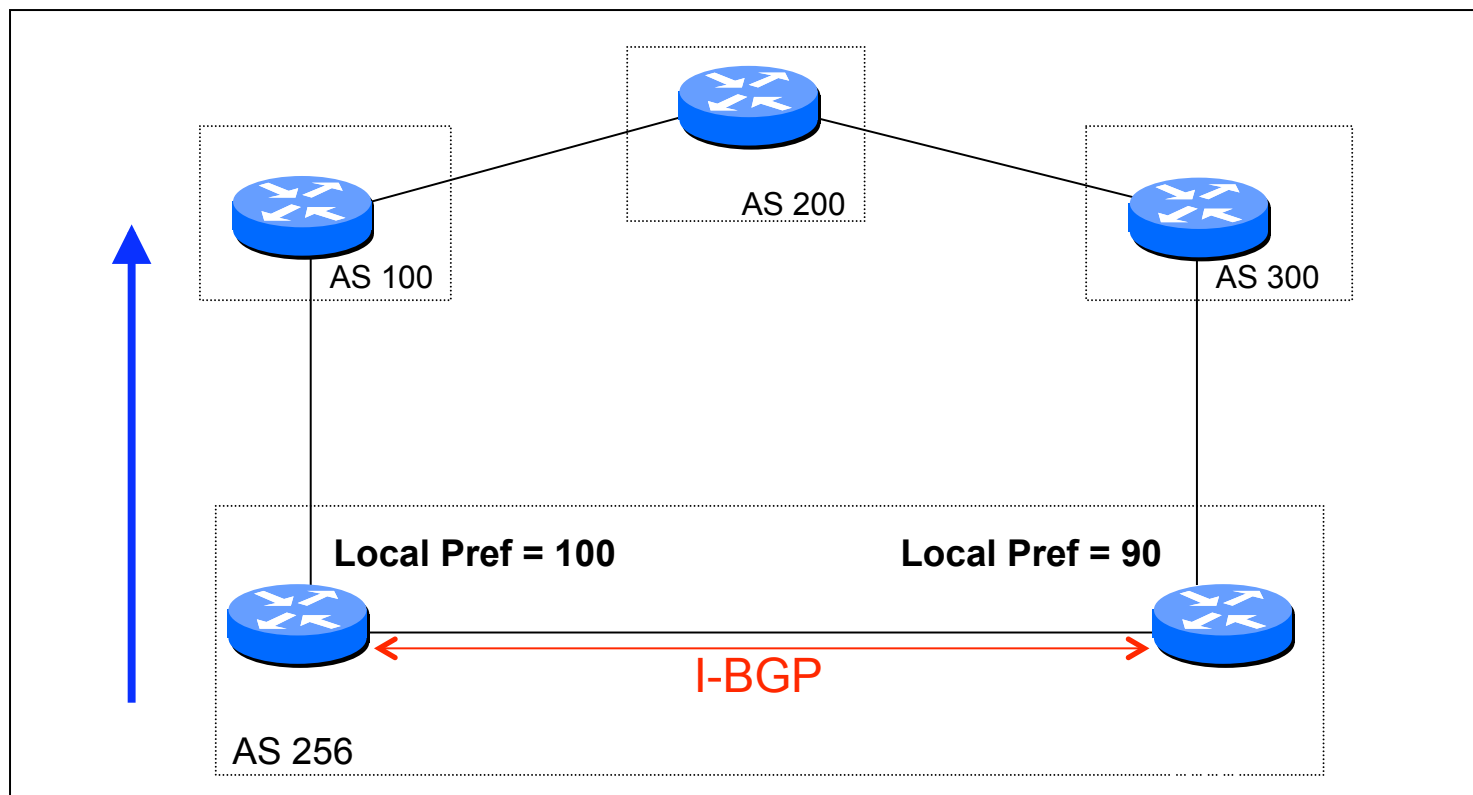 AS 200
AS 100
AS 300
Local Pref = 100
Local Pref = 90
I-BGP
AS 256